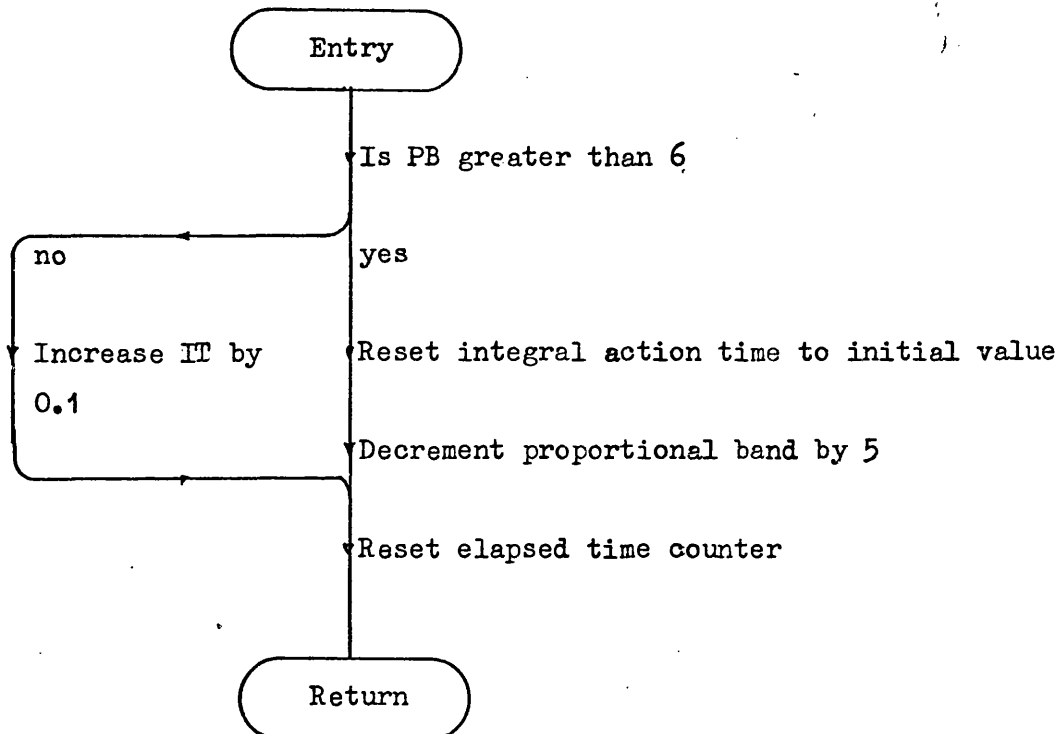 Entry
Is PB greater than 6
no
yes
Increase IT by
0.1
Reset integral action time to initial value
Decrement proportional band by 5
Reset elapsed time counter
Return